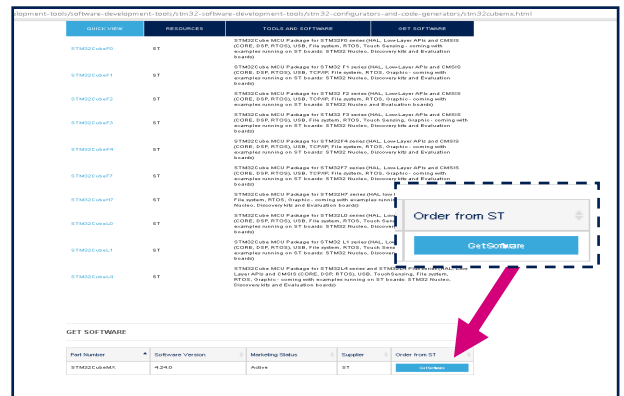 elopment-tools/software-development-tools/stm32-software-development-tools/stm32-configurators-and-code-generators/stm32cubemx.html
QUICK VIEW RESOURCES TOOLS AND SOFTWARE GET SOFTWARE
STM32CubeF0 ST STM32Cube MCU Package for STM32F0 series (HAL, Low-Layer APIs and CMSIS
(CORE, DSP, RTOS), USB, File system, RTOS, Touch Sensing - coming with
examples running on ST boards: STM32 Nucleo, Discovery kits and Evaluation
boards)
STM32CubeF1 ST STM32Cube MCU Package for STM32 F1 series (HAL, Low-Layer APIs and CMSIS
(CORE, DSP, RTOS), USB, TCP/IP, File system, RTOS, Graphic - coming with
examples running on ST boards: STM32 Nucleo, Discovery kits and Evaluation
boards)
STM32CubeF2 ST STM32Cube MCU Package for STM32 F2 series (HAL, Low-Layer APIs and CMSIS
(CORE, DSP, RTOS), USB, TCP/IP, File system, RTOS, Graphic - coming with
examples running on ST boards: STM32 Nucleo and Evaluation boards)
STM32CubeF3 ST STM32Cube MCU Package for STM32 F3 series (HAL, Low-Layer APIs and CMSIS
(CORE, DSP, RTOS), USB, File system, RTOS, Touch Sensing, Graphic - coming with
examples running on ST boards: STM32 Nucleo, Discovery kits and Evaluation
boards)
STM32CubeF4 ST STM32Cube MCU Package for STM32F4 series (HAL, Low-Layer APIs and CMSIS
(CORE, DSP, RTOS), USB, TCP/IP, File system, RTOS, Graphic - coming with
examples running on ST boards: STM32 Nucleo, Discovery kits and Evaluation
boards)
STM32CubeF7 ST STM32Cube MCU Package for STM32F7 series (HAL, Low-Layer APIs and CMSIS
(CORE, DSP, RTOS), USB, TCP/IP, File system, RTOS, Graphic - coming with
examples running on ST boards: STM32 Nucleo, Discovery kits and Evaluation
boards)
STM32CubeH7 ST STM32Cube MCU Package for STM32H7 series (HAL, low
File system, RTOS, Graphic - coming with examples runni
Nucleo, Discovery kits and Evaluation boards)
STM32CubeL0 ST STM32Cube MCU Package for STM32L0 series (HAL, Low
(CORE, DSP, RTOS), USB, File system, RTOS, Touch Sens
examples running on ST boards: STM32 Nucleo, Discove
boards)
STM32CubeL1 ST STM32Cube MCU Package for STM32 L1 series (HAL, Low
(CORE, DSP, RTOS), USB, File system, RTOS, Touch Sens
examples running on ST boards: STM32 Nucleo, Discove
boards)
STM32CubeL4 ST STM32Cube MCU Package for STM32L4 series and STM32L4 Plus series (HAL, Low
Layer APIs and CMSIS (CORE, DSP, RTOS), USB, Touch Sensing, File system,
RTOS, Graphic - coming with examples running on ST boards: STM32 Nucleo,
Discovery kits and Evaluation boards)
Order from ST
Get Software
GET SOFTWARE
Part Number Software Version Marketing Status Supplier Order from ST
STM32CubeMX 4.24.0 Active ST Get Software